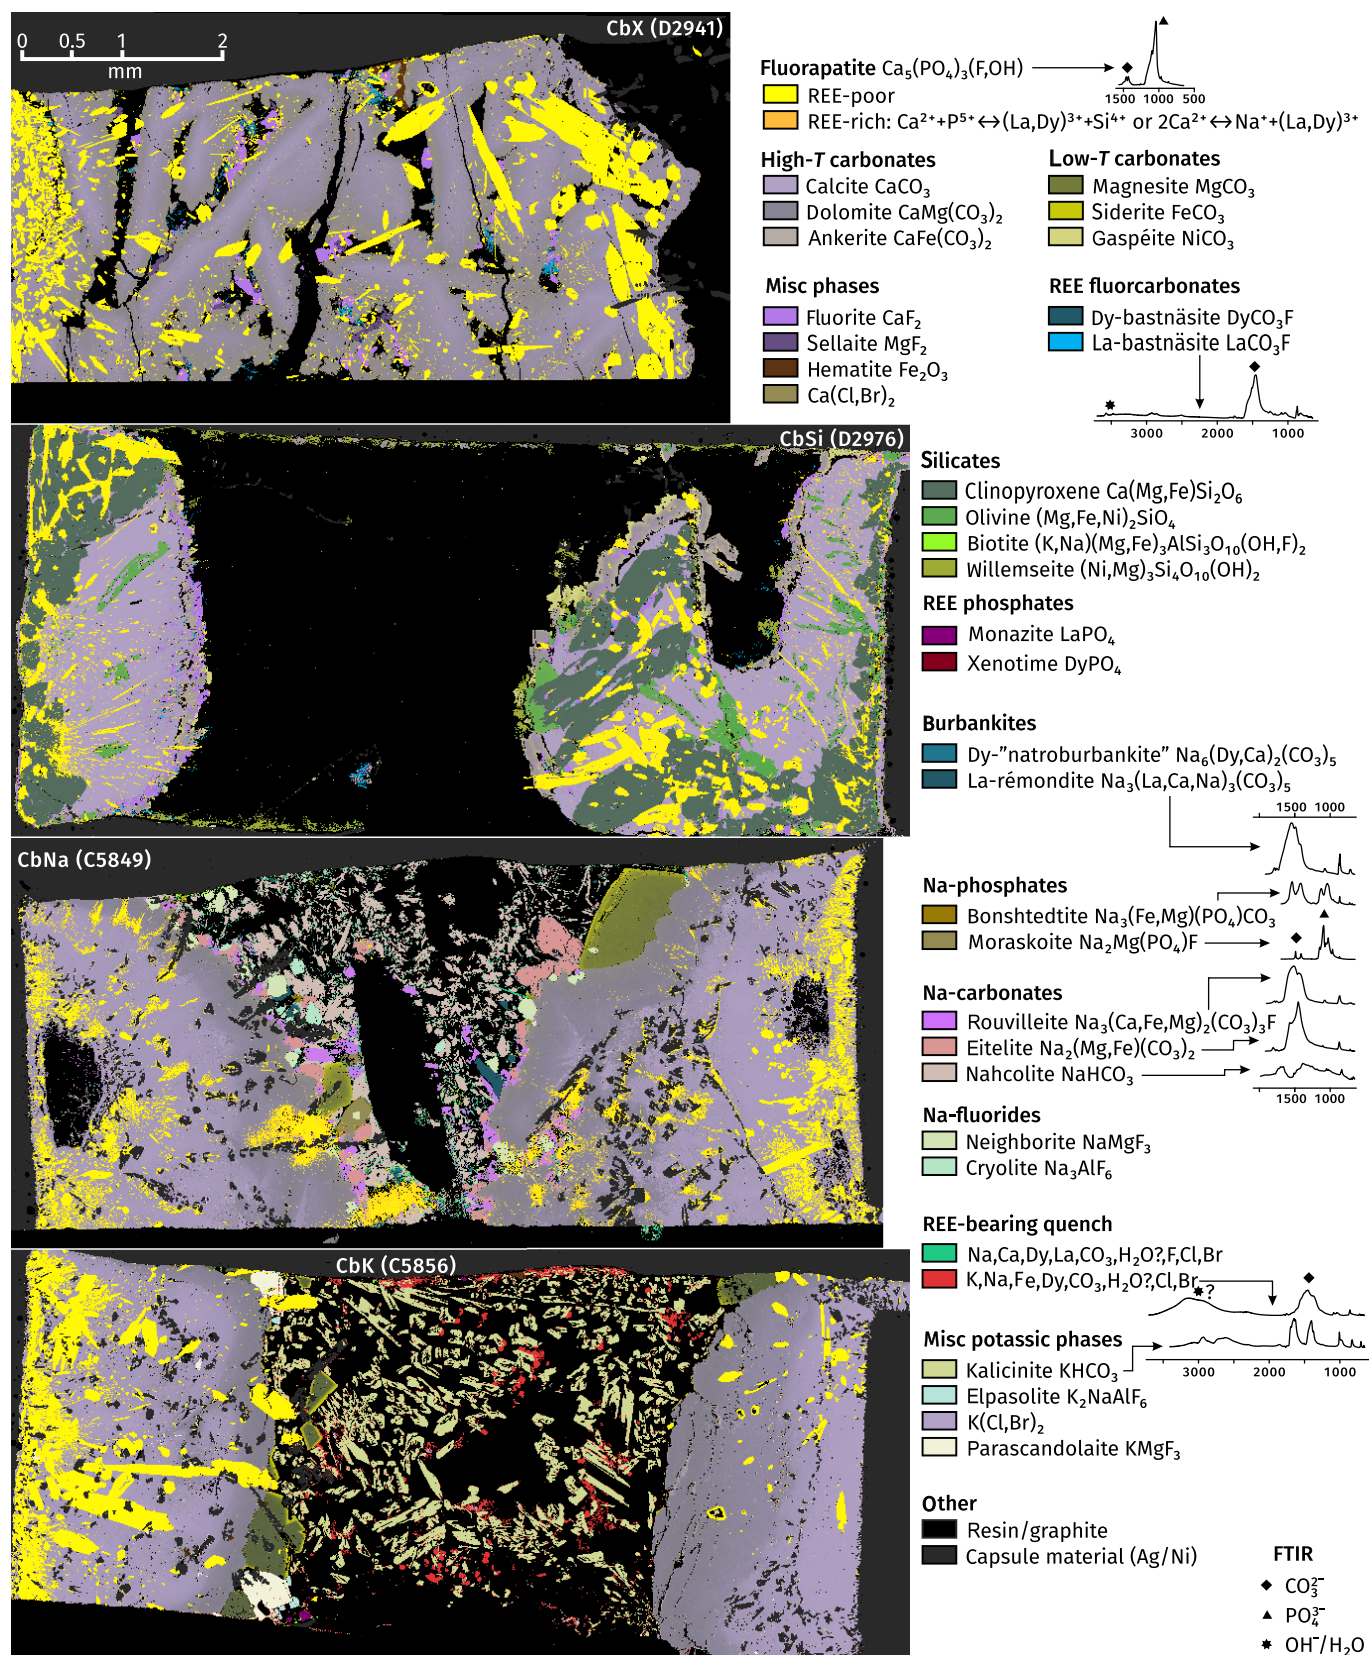 CbX (D2941)
0 0.5 1 2
mm
Fluorapatite Ca₅(PO₄)₃(F,OH)
1500 1000 500
REE-poor
REE-rich: Ca²⁺+P⁵⁺↔(La,Dy)³⁺+Si⁴⁺ or 2Ca²⁺↔Na⁺+(La,Dy)³⁺
High-T carbonates
Calcite CaCO₃
Dolomite CaMg(CO₃)₂
Ankerite CaFe(CO₃)₂
Low-T carbonates
Magnesite MgCO₃
Siderite FeCO₃
Gaspéite NiCO₃
Misc phases
Fluorite CaF₂
Sellaite MgF₂
Hematite Fe₂O₃
Ca(Cl,Br)₂
REE fluorcarbonates
Dy-bastnäsite DyCO₃F
La-bastnäsite LaCO₃F
3000 2000 1000
CbSi (D2976)
Silicates
Clinopyroxene Ca(Mg,Fe)Si₂O₆
Olivine (Mg,Fe,Ni)₂SiO₄
Biotite (K,Na)(Mg,Fe)₃AlSi₃O₁₀(OH,F)₂
Willemseite (Ni,Mg)₃Si₄O₁₀(OH)₂
REE phosphates
Monazite LaPO₄
Xenotime DyPO₄
Burbankites
Dy-”natroburbankite” Na₆(Dy,Ca)₂(CO₃)₅
La-rémondite Na₃(La,Ca,Na)₃(CO₃)₅
1500 1000
CbNa (C5849)
Na-phosphates
Bonshtedtite Na₃(Fe,Mg)(PO₄)CO₃
Moraskoite Na₂Mg(PO₄)F
Na-carbonates
Rouvilleite Na₃(Ca,Fe,Mg)₂(CO₃)₃F
Eitelite Na₂(Mg,Fe)(CO₃)₂
Nahcolite NaHCO₃
1500 1000
Na-fluorides
Neighborite NaMgF₃
Cryolite Na₃AlF₆
REE-bearing quench
Na,Ca,Dy,La,CO₃,H₂O?,F,Cl,Br
K,Na,Fe,Dy,CO₃,H₂O?,Cl,Br
?
CbK (C5856)
Misc potassic phases
Kalicinite KHCO₃
3000 2000 1000
Elpasolite K₂NaAlF₆
K(Cl,Br)₂
Parascandolaite KMgF₃
Other
Resin/graphite
Capsule material (Ag/Ni)
FTIR
CO₃²⁻
PO₄³⁻
OH⁻/H₂O